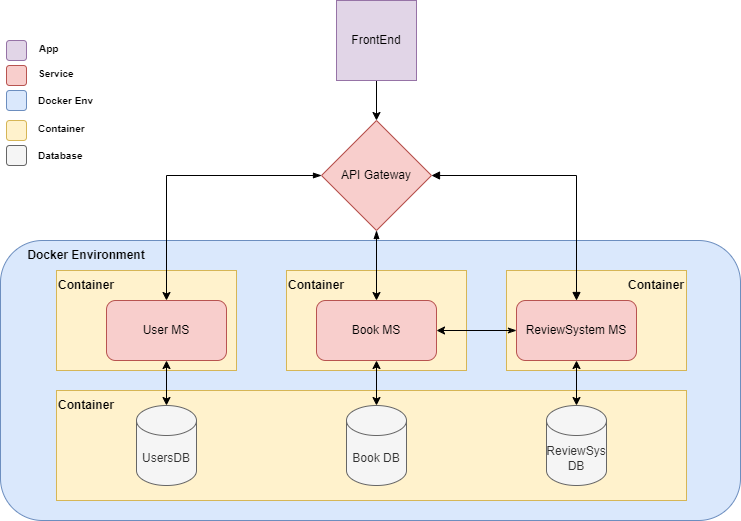 FrontEnd
App
Service
Docker Env
Container
Database
API Gateway
Docker Environment
Container
Container
Container
User MS
Book MS
ReviewSystem MS
Container
UsersDB
Book DB
ReviewSys
DB